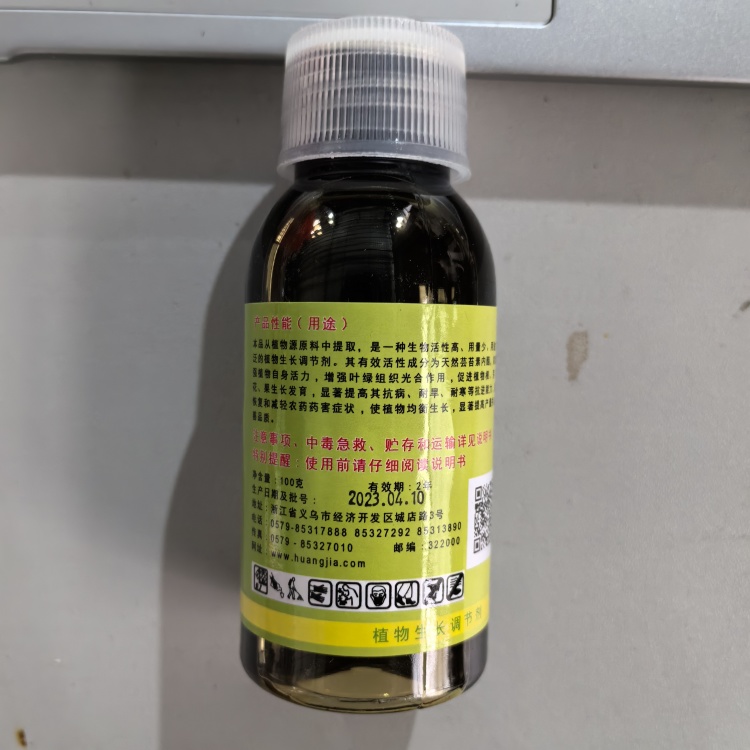 产品性能（用途）
本品从植物源原料中提取，是一种生物活性高、用量少、
泛的植物生长调节剂。其有效活性成分为天然芸苔素内酯，
强植物自身活力，增强叶绿组织光合作用，促进植物根、
花、果生长发育，显著提高其抗病、耐旱、耐寒等抗逆能力，
恢复和减轻农药药害症状，使植物均衡生长，显著提高产量
善品质。
注意事项、中毒急救、贮存和运输详见说明书
特别提醒：使用前请仔细阅读说明书
净含量：100克 有效期：2年
生产日期及批号： 2023.04.10
地址：浙江省义乌市经济开发区城店路3号
电话：0579-85317888 85327292 85313890
传真：0579-85327010 邮编：322000
网址：www.huangjia.com
植物生长调节剂